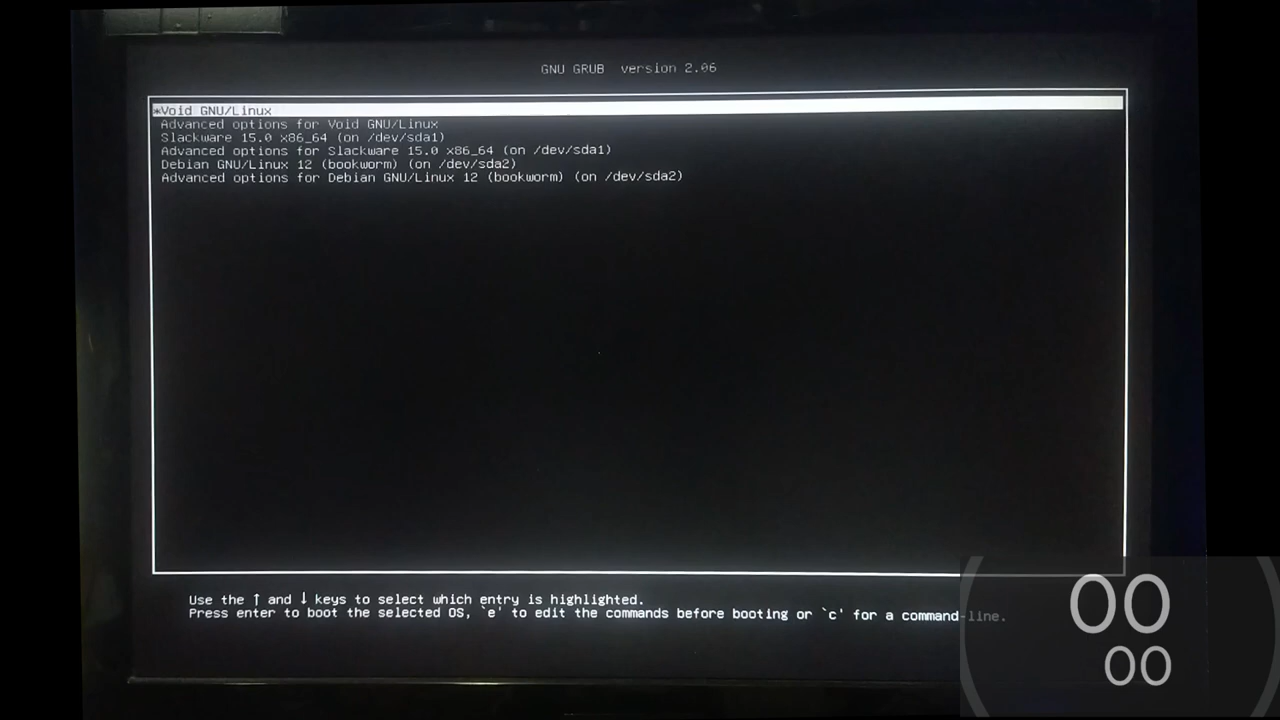 GNU GRUB version 2.06
*Void GNU/Linux
Advanced options for Void GNU/Linux
Slackware 15.0 x86_64 (on /dev/sda1)
Advanced options for Slackware 15.0 x86_64 (on /dev/sda1)
Debian GNU/Linux 12 (bookworm) (on /dev/sda2)
Advanced options for Debian GNU/Linux 12 (bookworm) (on /dev/sda2)
Use the ↑ and ↓ keys to select which entry is highlighted.
Press enter to boot the selected OS, `e' to edit the commands before booting or `c' for a command-line.
00
00